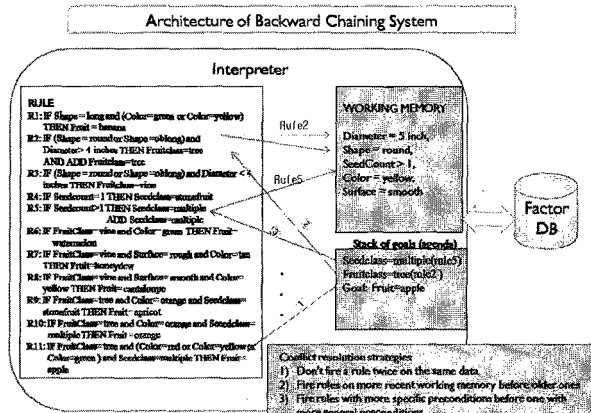 Architecture of Backward Chaining System
Interpreter
RULE
R1: IF Shape = long and (Color=green or Color=yellow)
THEN Fruit = banana
R2: IF (Shape = round or Shape=oblong) and
Diameter > 4 inches THEN Fruitclass=tree
AND ADD Fruitclass=tree
R3: IF (Shape = round or Shape=oblong) and Diameter < 4
inches THEN Fruitclass=vine
R4: IF Seedcount=1 THEN Seedclass=stonefruit
R5: IF Seedcount>1 THEN Seedclass=multiple
ADD Seedclass=multiple
R6: IF FruitClass=vine and Color=green THEN Fruit=
watermelon
R7: IF FruitClass=vine and Surface=rough and Color=tan
THEN Fruit=honeydew
R8: IF FruitClass=vine and Surface=smooth and Color=
yellow THEN Fruit=cantaloupe
R9: IF FruitClass=tree and Color=orange and Seedclass=
stonefruit THEN Fruit=apricot
R10: IF FruitClass=tree and Color=orange and Seedclass=
multiple THEN Fruit=orange
R11: IF FruitClass=tree and (Color=red or Color=yellow or
Color=green) and Seedclass=multiple THEN Fruit=
apple
Rule2
Rule5
2
3
1
WORKING MEMORY
Diameter = 5 inch,
Shape = round,
SeedCount > 1,
Color = yellow,
Surface = smooth
Stack of goals (agenda)
Seedclass=multiple(rule5)
Fruitclass=tree(rule2)
Goal: Fruit=apple
Factor
DB
Conflict resolution strategies
1) Don't fire a rule twice on the same data
2) Fire rules on more recent working memory before older ones
3) Fire rules with more specific preconditions before one with
more general preconditions